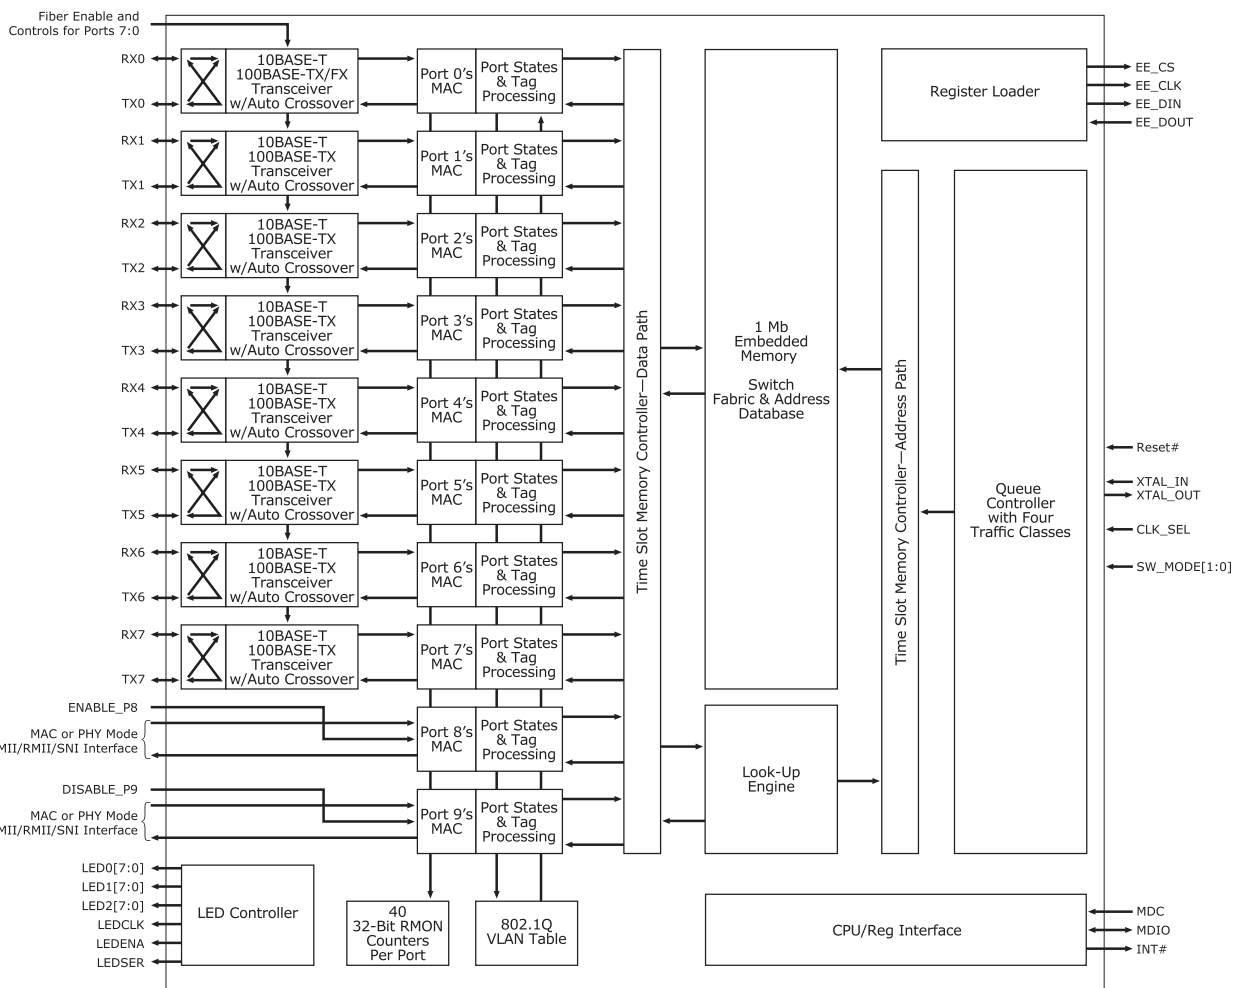 Fiber Enable and
Controls for Ports 7:0
RX0
TX0
10BASE-T
100BASE-TX/FX
Transceiver
w/Auto Crossover
Port 0's
MAC
Port States
& Tag
Processing
RX1
TX1
10BASE-T
100BASE-TX
Transceiver
w/Auto Crossover
Port 1's
MAC
Port States
& Tag
Processing
RX2
TX2
10BASE-T
100BASE-TX
Transceiver
w/Auto Crossover
Port 2's
MAC
Port States
& Tag
Processing
RX3
TX3
10BASE-T
100BASE-TX
Transceiver
w/Auto Crossover
Port 3's
MAC
Port States
& Tag
Processing
RX4
TX4
10BASE-T
100BASE-TX
Transceiver
w/Auto Crossover
Port 4's
MAC
Port States
& Tag
Processing
RX5
TX5
10BASE-T
100BASE-TX
Transceiver
w/Auto Crossover
Port 5's
MAC
Port States
& Tag
Processing
RX6
TX6
10BASE-T
100BASE-TX
Transceiver
w/Auto Crossover
Port 6's
MAC
Port States
& Tag
Processing
RX7
TX7
10BASE-T
100BASE-TX
Transceiver
w/Auto Crossover
Port 7's
MAC
Port States
& Tag
Processing
ENABLE_P8
MAC or PHY Mode
MII/RMII/SNI Interface
Port 8's
MAC
Port States
& Tag
Processing
DISABLE_P9
MAC or PHY Mode
MII/RMII/SNI Interface
Port 9's
MAC
Port States
& Tag
Processing
LED0[7:0]
LED1[7:0]
LED2[7:0]
LEDCLK
LEDENA
LEDSER
LED Controller
40
32-Bit RMON
Counters
Per Port
802.1Q
VLAN Table
Time Slot Memory Controller—Data Path
1 Mb
Embedded
Memory
Switch
Fabric & Address
Database
Look-Up
Engine
Time Slot Memory Controller—Address Path
Register Loader
EE_CS
EE_CLK
EE_DIN
EE_DOUT
Queue
Controller
with Four
Traffic Classes
Reset#
XTAL_IN
XTAL_OUT
CLK_SEL
SW_MODE[1:0]
CPU/Reg Interface
MDC
MDIO
INT#